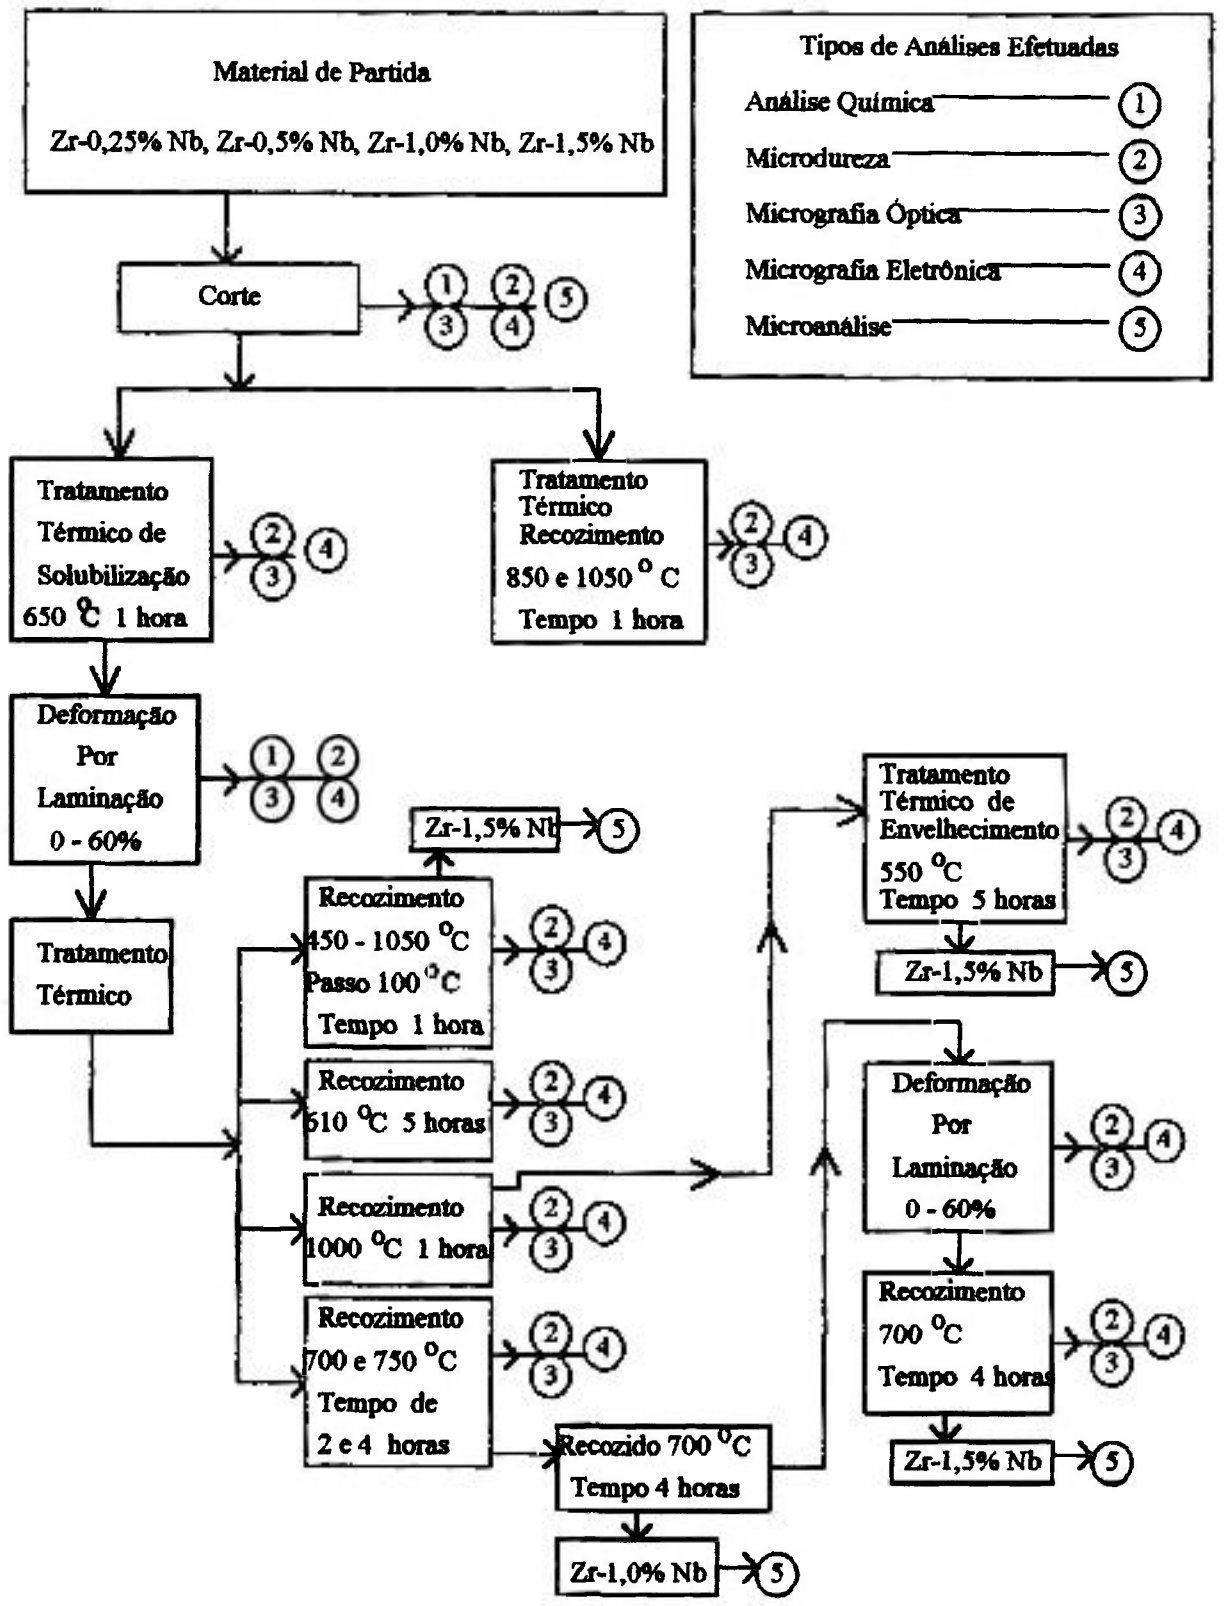 Material de Partida
Zr-0,25% Nb, Zr-0,5% Nb, Zr-1,0% Nb, Zr-1,5% Nb
Tipos de Análises Efetuadas
Análise Química 1
Microdureza 2
Micrografia Óptica 3
Micrografia Eletrônica 4
Microanálise 5
Corte
1 2
5
3 4
Tratamento
Térmico de
Solubilização
650 °C 1 hora
2
4
3
Tratamento
Térmico
Recozimento
850 e 1050 ° C
Tempo 1 hora
2
4
3
Deformação
Por
Laminação
0 - 60%
1 2
3 4
Tratamento
Térmico
Zr-1,5% Nb
5
Recozimento
450 - 1050 °C
Passo 100 °C
Tempo 1 hora
2
4
3
Recozimento
610 °C 5 horas
2
4
3
Recozimento
1000 °C 1 hora
2
4
3
Recozimento
700 e 750 °C
Tempo de
2 e 4 horas
2
4
3
Recozido 700 °C
Tempo 4 horas
Zr-1,0% Nb
5
Tratamento
Térmico de
Envelhecimento
550 °C
Tempo 5 horas
2
4
3
Zr-1,5% Nb
5
Deformação
Por
Laminação
0 - 60%
2
4
3
Recozimento
700 °C
Tempo 4 horas
2
4
3
Zr-1,5% Nb
5